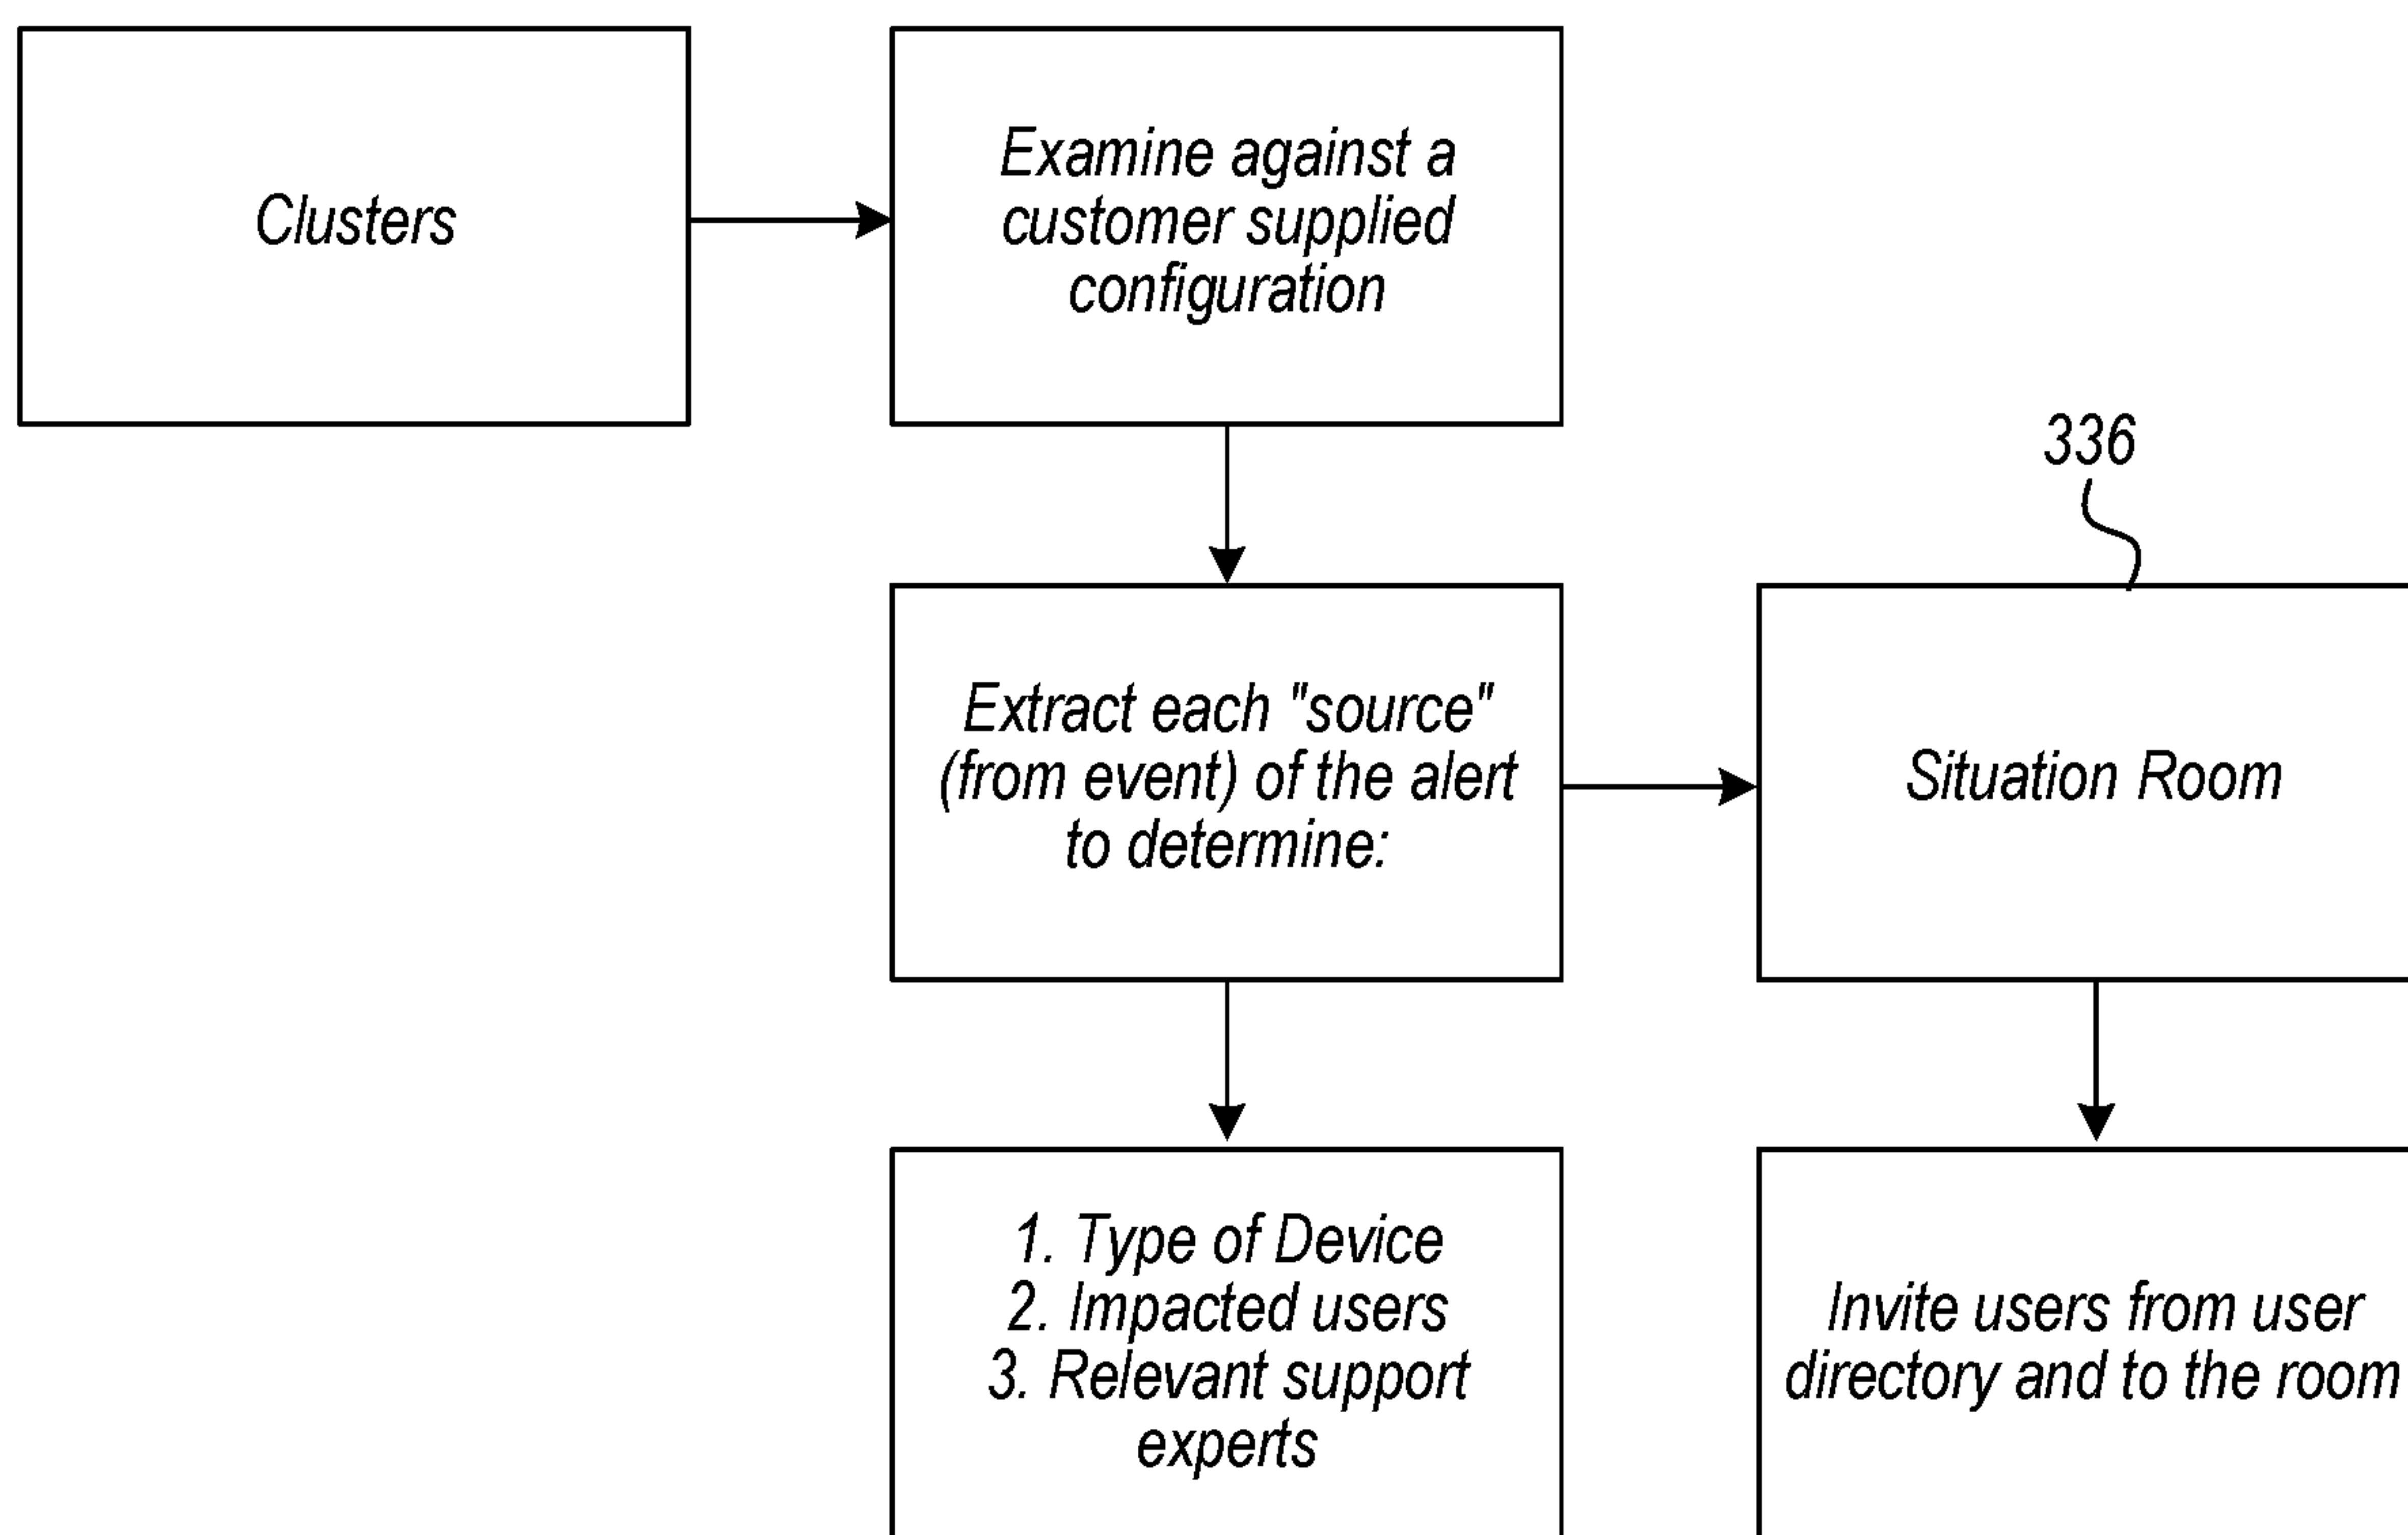 Clusters
Examine against a
customer supplied
configuration
336
Extract each "source"
(from event) of the alert
to determine:
Situation Room
1. Type of Device
2. Impacted users
3. Relevant support
experts
Invite users from user
directory and to the room